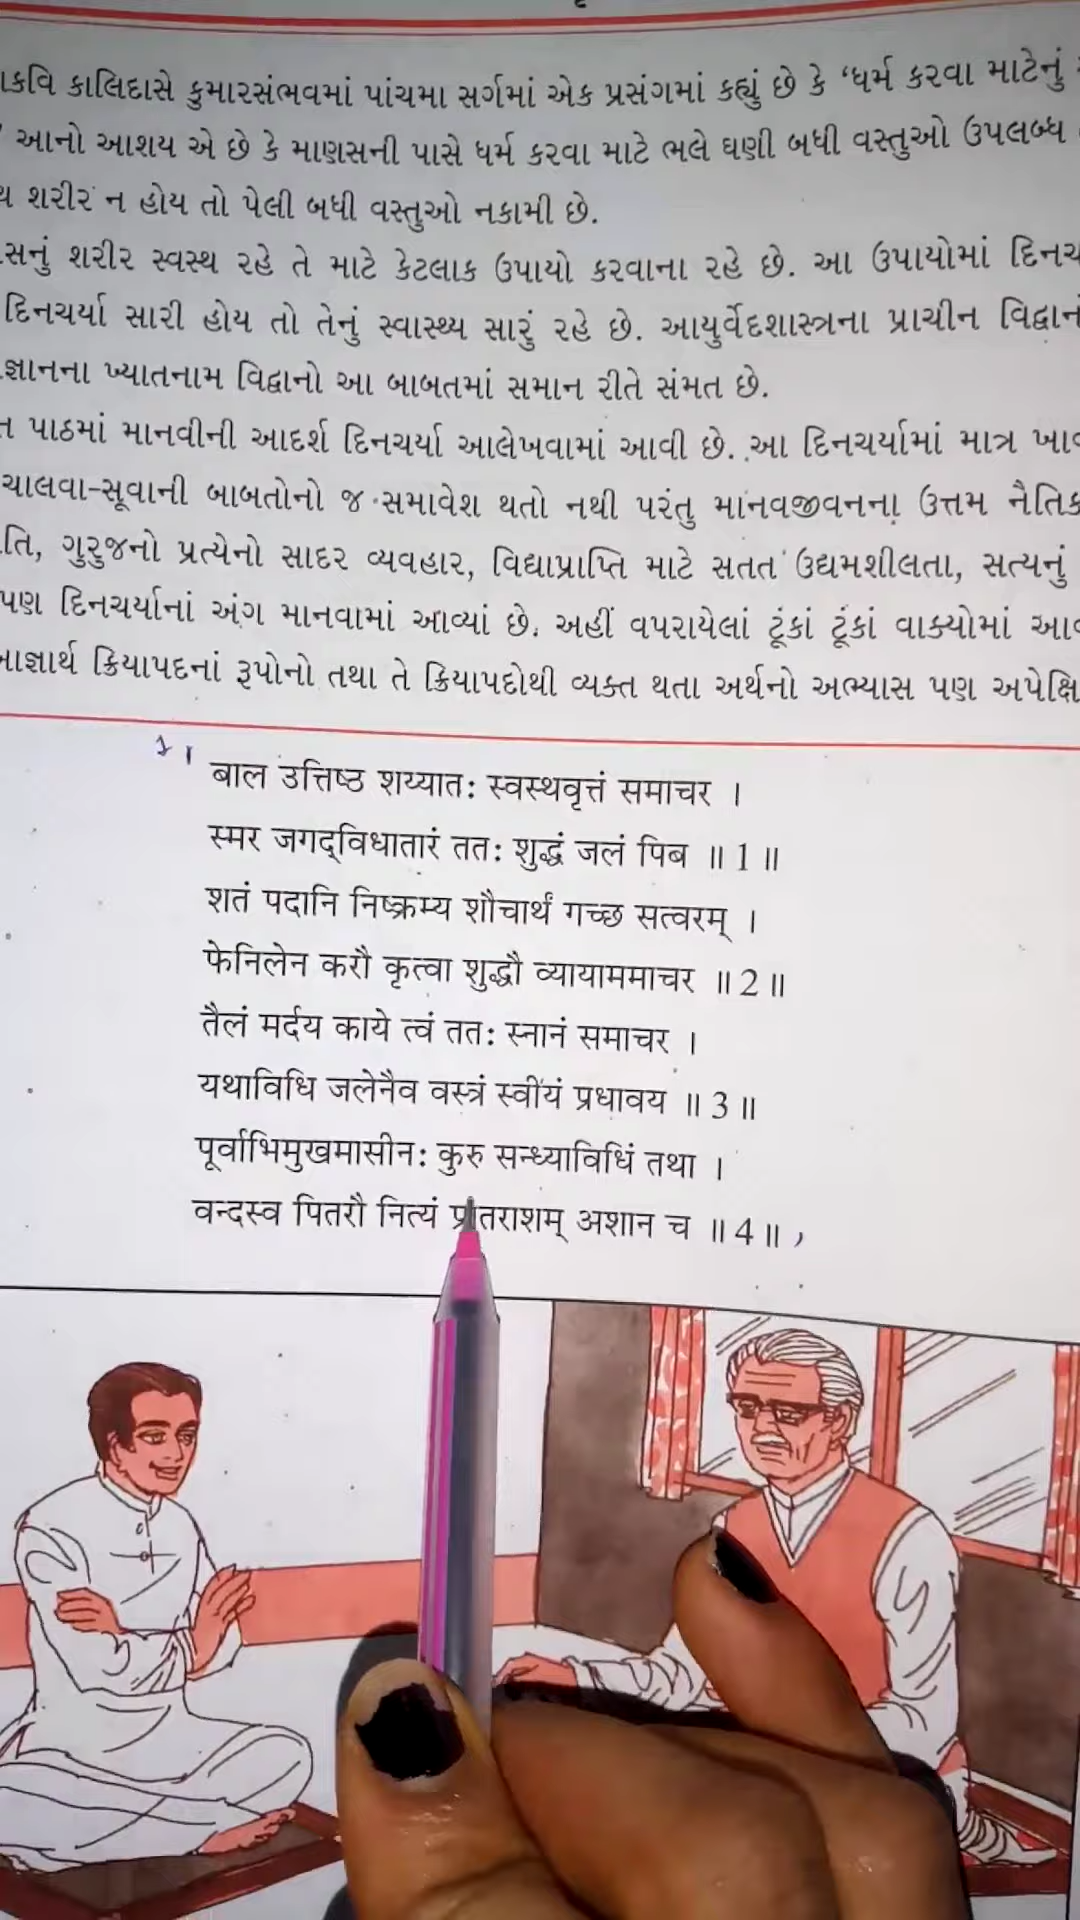 કવિ કાલિદાસે કુમારસંભવમાં પાંચમા સર્ગમાં એક પ્રસંગમાં કહ્યું છે કે ‘ધર્મ કરવા માટેનું
આનો આશય એ છે કે માણસની પાસે ધર્મ કરવા માટે ભલે ઘણી બધી વસ્તુઓ ઉપલબ્ધ
શરીર ન હોય તો પેલી બધી વસ્તુઓ નકામી છે.
સનું શરીર સ્વસ્થ રહે તે માટે કેટલાક ઉપાયો કરવાના રહે છે. આ ઉપાયોમાં દિનચ
દિનચર્યા સારી હોય તો તેનું સ્વાસ્થ્ય સારું રહે છે. આયુર્વેદશાસ્ત્રના પ્રાચીન વિદ્વાન
જ્ઞાનના ખ્યાતનામ વિદ્વાનો આ બાબતમાં સમાન રીતે સંમત છે.
ત પાઠમાં માનવીની આદર્શ દિનચર્યા આલેખવામાં આવી છે. આ દિનચર્યામાં માત્ર ખાવ
ચાલવા-સૂવાની બાબતોનો જ સમાવેશ થતો નથી પરંતુ માનવજીવનના ઉત્તમ નૈતિક
તિ, ગુરુજનો પ્રત્યેનો સાદર વ્યવહાર, વિદ્યાપ્રાપ્તિ માટે સતત ઉદ્યમશીલતા, સત્યનું
પણ દિનચર્યાનાં અંગ માનવામાં આવ્યાં છે. અહીં વપરાયેલાં ટૂંકાં ટૂંકાં વાક્યોમાં આવ
ક્રિયાપદનાં રૂપોનો તથા તે ક્રિયાપદોથી વ્યક્ત થતા અર્થનો અભ્યાસ પણ અપેક્ષિ
बाल उत्तिष्ठ शय्यातः स्वस्थवृत्तं समाचर ।
स्मर जगद्विधातारं ततः शुद्धं जलं पिब ॥ 1 ॥
शतं पदानि निष्क्रम्य शौचार्थं गच्छ सत्वरम् ।
फेनिलेन करौ कृत्वा शुद्धौ व्यायाममाचर ॥ 2 ॥
तैलं मर्दय काये त्वं ततः स्नानं समाचर ।
यथाविधि जलेनैव वस्त्रं स्वीयं प्रधावय ॥ 3 ॥
पूर्वाभिमुखमासीनः कुरु सन्ध्याविधिं तथा ।
वन्दस्व पितरौ नित्यं प्रातराशम् अशान च ॥ 4 ॥